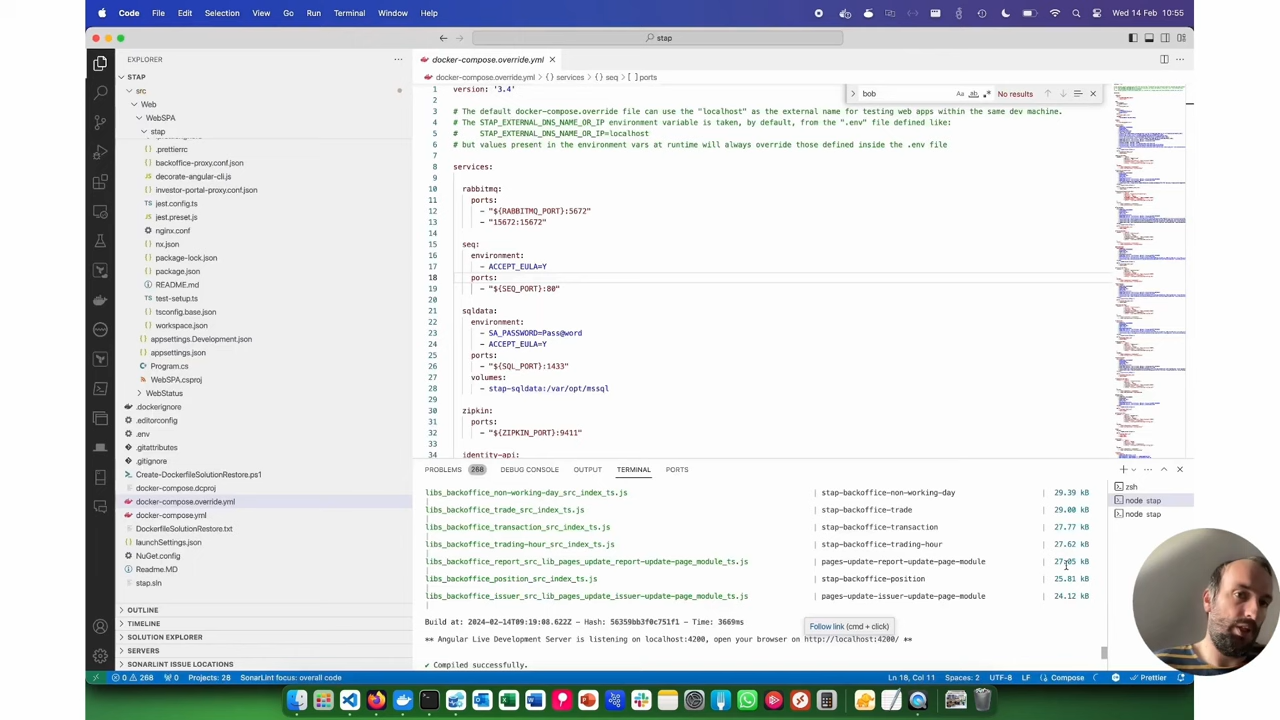 Code File Edit Selection View Go Run Terminal Window Help Wed 14 Feb 10:55
stap
EXPLORER
STAP
src
Web
WebSPA
stap
.prettierrc
backoffice-proxy.conf.json
decorate-angular-cli.js
investor-portal-proxy.conf.json
jest.config.ts
jest.preset.js
nginx.conf
nx.json
package-lock.json
package.json
README.md
test-setup.ts
tsconfig.base.json
workspace.json
appsettings.Development.json
appsettings.json
Program.cs
WebSPA.csproj
WebStatus
.dockerignore
.editorconfig
.env
.gitattributes
.gitignore
Create-DockerfileSolutionRestore.ps1
docker-compose.dcproj
docker-compose.override.yml
docker-compose.yml
DockerfileSolutionRestore.txt
launchSettings.json
NuGet.config
Readme.MD
stap.sln
OUTLINE
TIMELINE
SOLUTION EXPLORER
SERVERS
SONARLINT ISSUE LOCATIONS
docker-compose.override.yml
docker-compose.override.yml > {} services > {} seq > [ ] ports
bob Aa ab No results
1 version: '3.4'
2
3 # The default docker-compose.override file can use the "localhost" as the external name for testing web apps within the same dev machine.
4 # The STAP_EXTERNAL_DNS_NAME_OR_IP environment variable is taken, by default, from the ".env" file defined like:
5 # STAP_EXTERNAL_DNS_NAME_OR_IP=localhost
6 # but values present in the environment vars at runtime will always override those defined inside the .env file
7
8 services:
9
10 rabbitmq:
11 ports:
12 - "${RABBITMQ_PORT}:5672"
13 - "15672:15672"
14
15 seq:
16 environment:
17 - ACCEPT_EULA=Y
18 ports:
19 - "${SEQ_PORT}:80"
20
21 sqldata:
22 environment:
23 - SA_PASSWORD=Pass@word
24 - ACCEPT_EULA=Y
25 ports:
26 - "${SQL_PORT}:1433"
27 volumes:
28 - stap-sqldata:/var/opt/mssql
29
30 zipkin:
31 ports:
32 - "${ZIPKIN_PORT}:9411"
33
34 identity-api:
PROBLEMS 268 DEBUG CONSOLE OUTPUT TERMINAL PORTS
libs_backoffice_non-working-day_src_index_ts.js | stap-backoffice-non-working-day | 29.39 kB
libs_backoffice_trade_src_index_ts.js | stap-backoffice-trade | 29.00 kB
libs_backoffice_transaction_src_index_ts.js | stap-backoffice-transaction | 27.77 kB
libs_backoffice_trading-hour_src_index_ts.js | stap-backoffice-trading-hour | 27.62 kB
libs_backoffice_report_src_lib_pages_update_report-update-page_module_ts.js | pages-update-report-update-page-module | 27.05 kB
libs_backoffice_position_src_index_ts.js | stap-backoffice-position | 25.81 kB
libs_backoffice_issuer_src_lib_pages_update_issuer-update-page_module_ts.js | pages-update-issuer-update-page-module | 24.12 kB
Build at: 2024-02-14T09:19:08.622Z - Hash: 56359bb3f0c751f1 - Time: 3669ms
Follow link (cmd + click)
** Angular Live Development Server is listening on localhost:4200, open your browser on http://localhost:4200/ **
✔ Compiled successfully.
zsh
node stap
node stap
0 268 0 Projects: 28 SonarLint focus: overall code Ln 18, Col 11 Spaces: 2 UTF-8 LF Compose Prettier